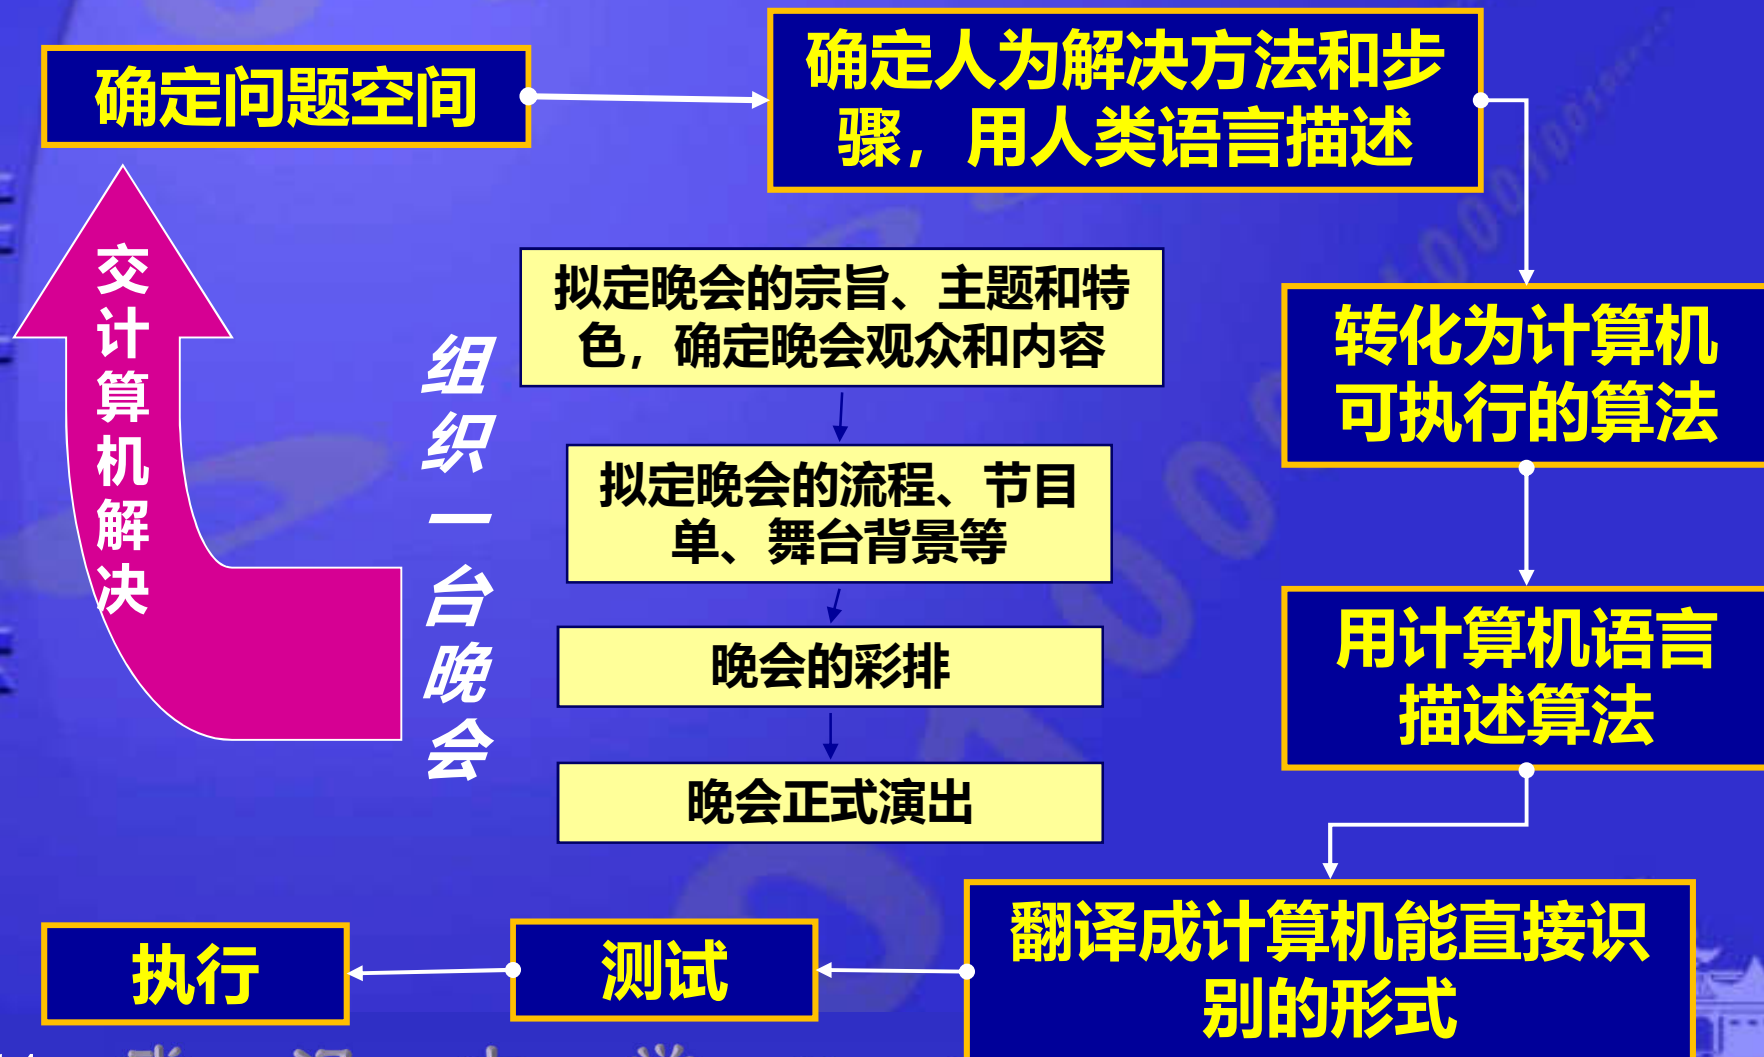 确定问题空间
确定人为解决方法和步
骤，用人类语言描述
转化为计算机
可执行的算法
用计算机语言
描述算法
翻译成计算机能直接识
别的形式
测试
执行
交计算机解决
组织一台晚会
拟定晚会的宗旨、主题和特
色，确定晚会观众和内容
拟定晚会的流程、节目
单、舞台背景等
晚会的彩排
晚会正式演出